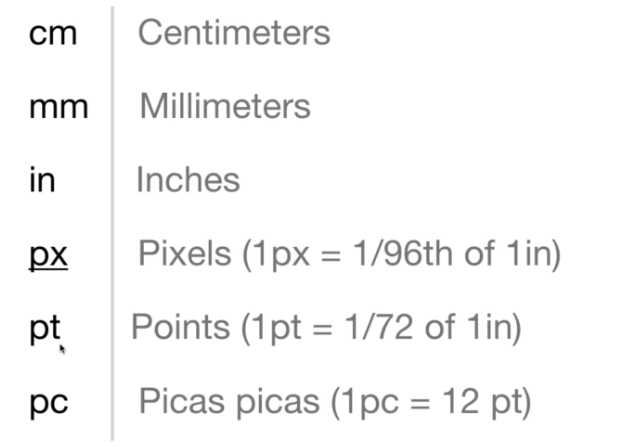 cm Centimeters
mm Millimeters
in Inches
px Pixels (1px = 1/96th of 1in)
pt Points (1pt = 1/72 of 1in)
pc Picas picas (1pc = 12 pt)